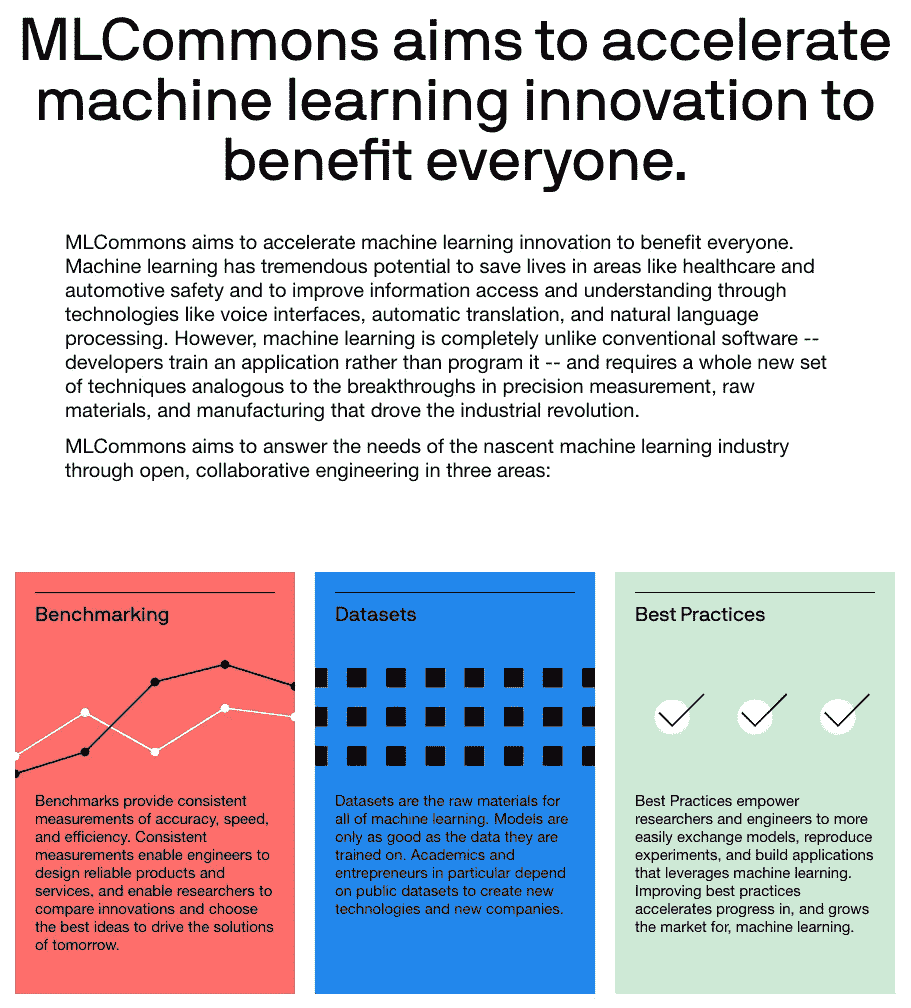 MLCommons aims to accelerate
machine learning innovation to
benefit everyone.
MLCommons aims to accelerate machine learning innovation to benefit everyone.
Machine learning has tremendous potential to save lives in areas like healthcare and
automotive safety and to improve information access and understanding through
technologies like voice interfaces, automatic translation, and natural language
processing. However, machine learning is completely unlike conventional software --
developers train an application rather than program it -- and requires a whole new set
of techniques analogous to the breakthroughs in precision measurement, raw
materials, and manufacturing that drove the industrial revolution.
MLCommons aims to answer the needs of the nascent machine learning industry
through open, collaborative engineering in three areas:
Benchmarking
Benchmarks provide consistent
measurements of accuracy, speed,
and efficiency. Consistent
measurements enable engineers to
design reliable products and
services, and enable researchers to
compare innovations and choose
the best ideas to drive the solutions
of tomorrow.
Datasets
Datasets are the raw materials for
all of machine learning. Models are
only as good as the data they are
trained on. Academics and
entrepreneurs in particular depend
on public datasets to create new
technologies and new companies.
Best Practices
Best Practices empower
researchers and engineers to more
easily exchange models, reproduce
experiments, and build applications
that leverages machine learning.
Improving best practices
accelerates progress in, and grows
the market for, machine learning.